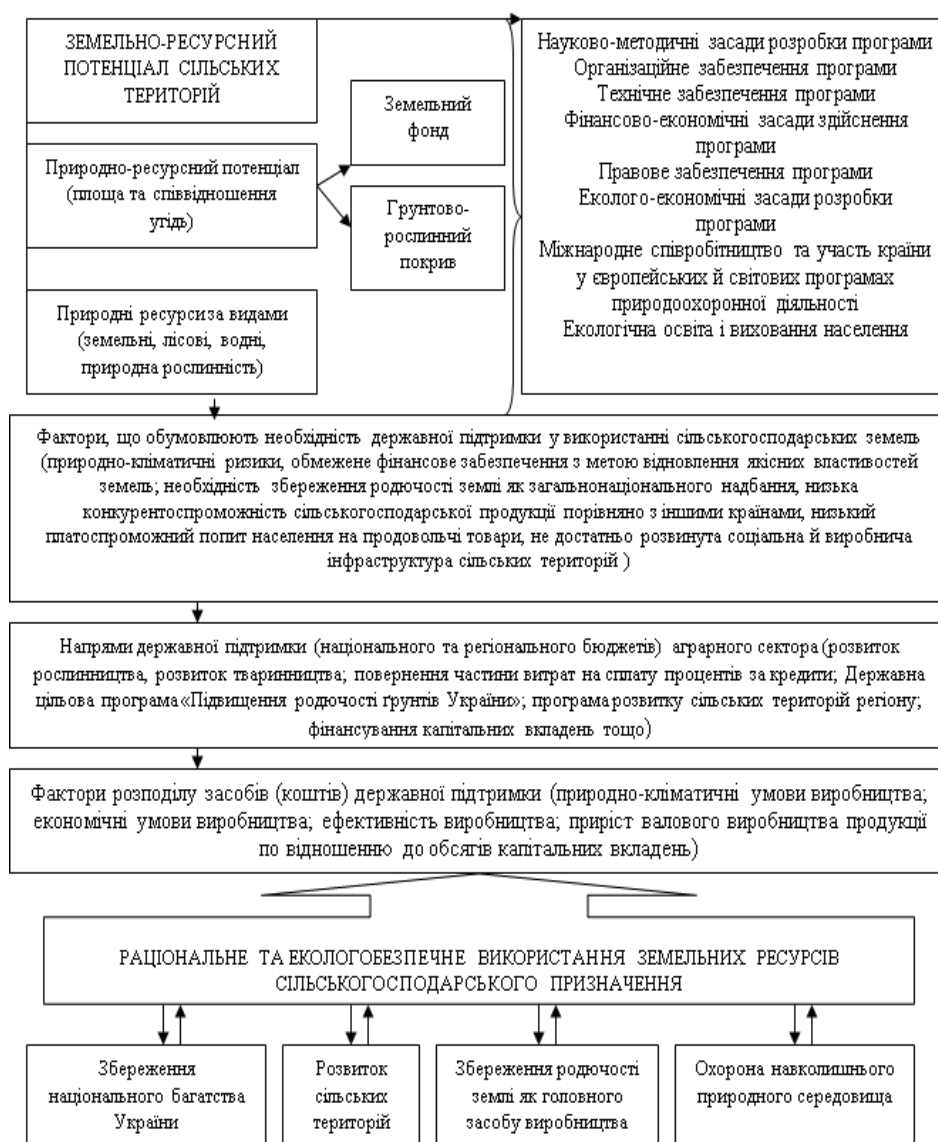 ЗЕМЕЛЬНО-РЕСУРСНИЙ
ПОТЕНЦІАЛ СІЛЬСЬКИХ
ТЕРИТОРІЙ
Природно-ресурсний потенціал
(площа та співвідношення
угідь)
Природні ресурси за видами
(земельні, лісові, водні,
природна рослинність)
Земельний
фонд
Грунтово-
рослинний
покрив
Науково-методичні засади розробки програми
Організаційне забезпечення програми
Технічне забезпечення програми
Фінансово-економічні засади здійснення
програми
Правове забезпечення програми
Еколого-економічні засади розробки
програми
Міжнародне співробітництво та участь країни
у європейських й світових програмах
природоохоронної діяльності
Екологічна освіта і виховання населення
Фактори, що обумовлюють необхідність державної підтримки у використанні сільськогосподарських земель
(природно-кліматичні ризики, обмежене фінансове забезпечення з метою відновлення якісних властивостей
земель; необхідність збереження родючості землі як загальнонаціонального надбання, низька
конкурентоспроможність сільськогосподарської продукції порівняно з іншими країнами, низький
платоспроможний попит населення на продовольчі товари, не достатньо розвинута соціальна й виробнича
інфраструктура сільських територій )
Напрями державної підтримки (національного та регіонального бюджетів) аграрного сектора (розвиток
рослинництва, розвиток тваринництва; повернення частини витрат на сплату процентів за кредити; Державна
цільова програма «Підвищення родючості ґрунтів України»; програма розвитку сільських територій регіону;
фінансування капітальних вкладень тощо)
Фактори розподілу засобів (коштів) державної підтримки (природно-кліматичні умови виробництва;
економічні умови виробництва; ефективність виробництва; приріст валового виробництва продукції
по відношенню до обсягів капітальних вкладень)
РАЦІОНАЛЬНЕ ТА ЕКОЛОГОБЕЗПЕЧНЕ ВИКОРИСТАННЯ ЗЕМЕЛЬНИХ РЕСУРСІВ
СІЛЬСЬКОГОСПОДАРСЬКОГО ПРИЗНАЧЕННЯ
Збереження
національного багатства
України
Розвиток
сільських
територій
Збереження родючості
землі як головного
засобу виробництва
Охорона навколишнього
природного середовища